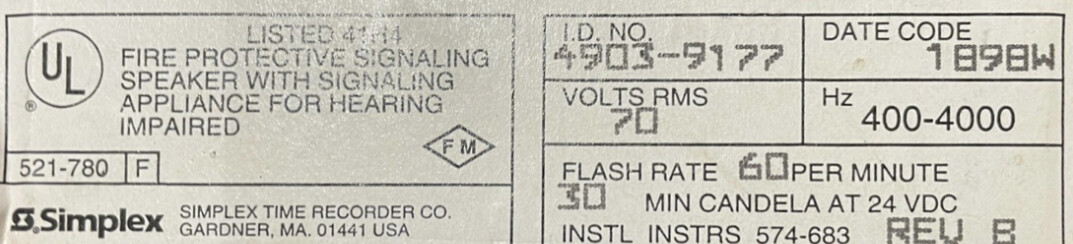 LISTED 41H4
UL
FIRE PROTECTIVE SIGNALING
SPEAKER WITH SIGNALING
APPLIANCE FOR HEARING
IMPAIRED
®
FM
521-780 F
Simplex
SIMPLEX TIME RECORDER CO.
GARDNER, MA. 01441 USA
I.D. NO.
4903-9177
DATE CODE
1898W
VOLTS RMS
70
Hz
400-4000
FLASH RATE 60 PER MINUTE
30 MIN CANDELA AT 24 VDC
INSTL INSTRS 574-683 REV B